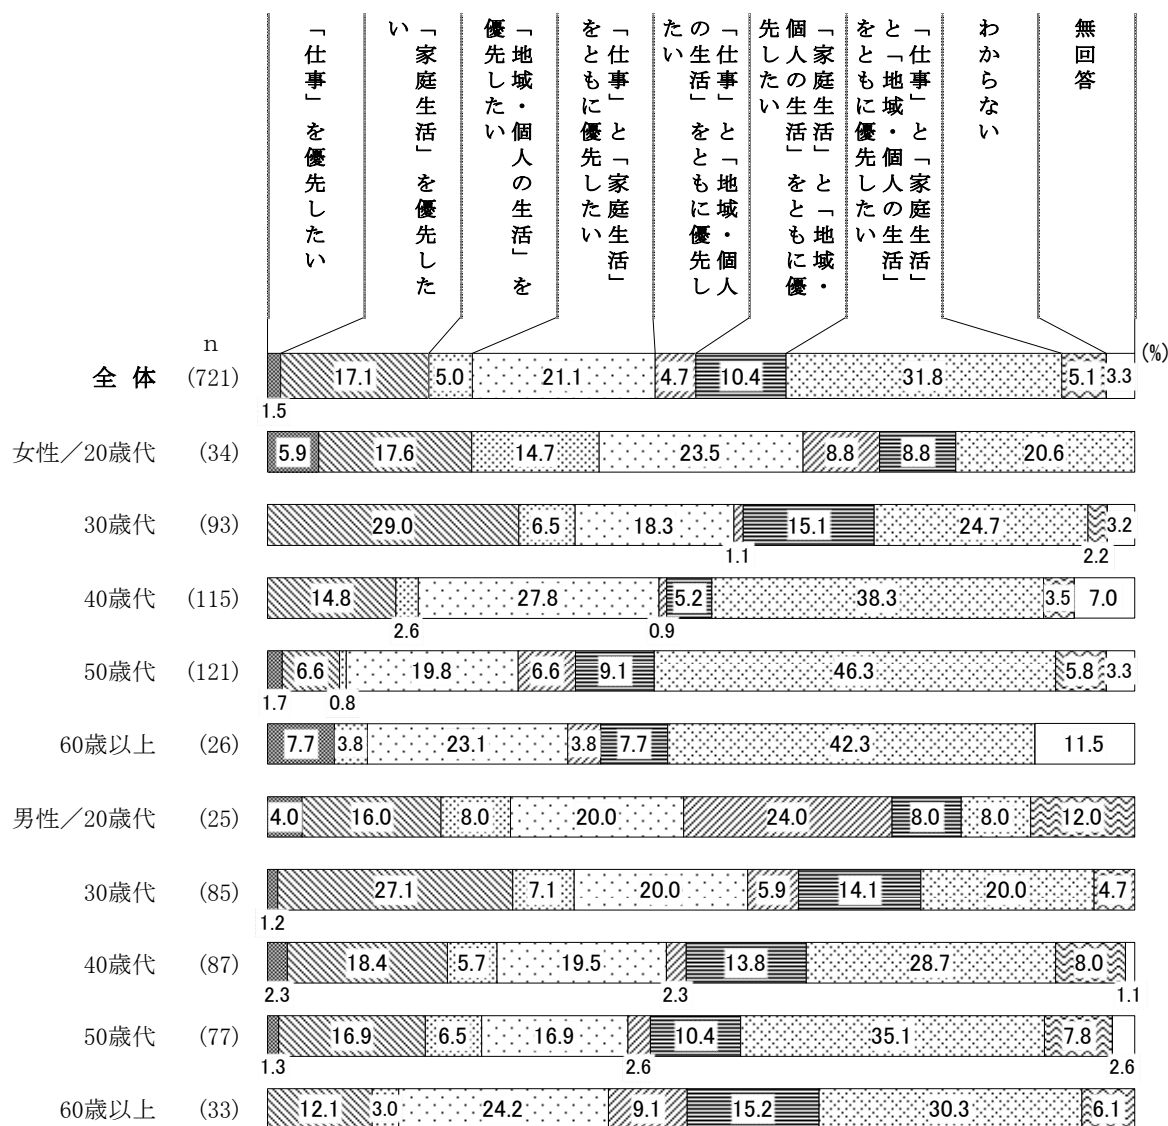 「仕事」を優先したい
「家庭生活」を優先した
い
「地域・個人の生活」を
優先したい
「仕事」と「家庭生活」
をともに優先したい
「仕事」と「地域・個人
の生活」をともに優先し
たい
「家庭生活」と「地域・
個人の生活」をともに優
先したい
「仕事」と「家庭生活」
と「地域・個人の生活」
をともに優先したい
わからない
無回答
n
(%)
全 体 (721) 17.1 5.0 21.1 4.7 10.4 31.8 5.1 3.3
1.5
女性／20歳代 (34) 5.9 17.6 14.7 23.5 8.8 8.8 20.6
30歳代 (93) 29.0 6.5 18.3 15.1 24.7 3.2
1.1 2.2
40歳代 (115) 14.8 27.8 5.2 38.3 3.5 7.0
2.6 0.9
50歳代 (121) 6.6 19.8 6.6 9.1 46.3 5.8 3.3
1.7 0.8
60歳以上 (26) 7.7 3.8 23.1 3.8 7.7 42.3 11.5
男性／20歳代 (25) 4.0 16.0 8.0 20.0 24.0 8.0 8.0 12.0
30歳代 (85) 27.1 7.1 20.0 5.9 14.1 20.0 4.7
1.2
40歳代 (87) 18.4 5.7 19.5 13.8 28.7 8.0
2.3 2.3 1.1
50歳代 (77) 16.9 6.5 16.9 10.4 35.1 7.8
1.3 2.6 2.6
60歳以上 (33) 12.1 3.0 24.2 9.1 15.2 30.3 6.1